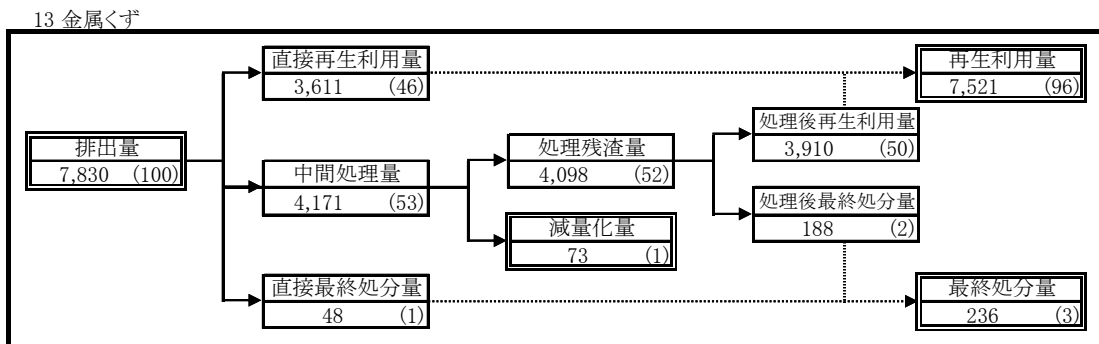 13 金属くず
直接再生利用量
3,611 (46)
再生利用量
7,521 (96)
処理後再生利用量
3,910 (50)
排出量
7,830 (100)
処理残渣量
4,098 (52)
中間処理量
4,171 (53)
処理後最終処分量
188 (2)
減量化量
73 (1)
直接最終処分量
48 (1)
最終処分量
236 (3)